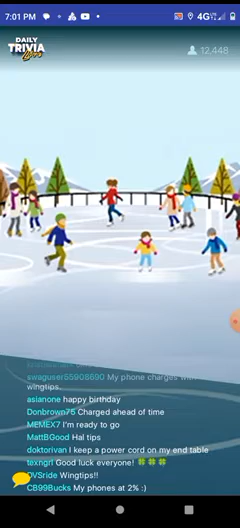 7:01 PM
4G
DAILY
TRIVIA
Live
12,448
swaguser55908690 My phone charges with
wingtips.
asianone happy birthday
Donbrown75 Charged ahead of time
MEMEX7 I'm ready to go
MattBGood Hal tips
doktorivan I keep a power cord on my end table
texngrl Good luck everyone! 🍀🍀🍀
DVSride Wingtips!!
CB99Bucks My phones at 2% :)